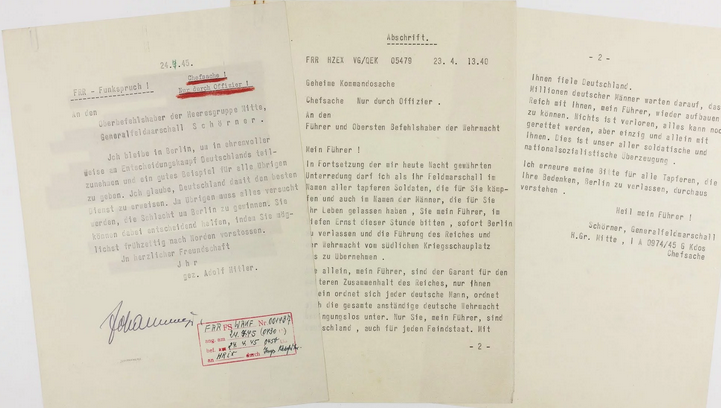 24.4.45.
FRR - Funkspruch !
Chefsache !
Nur durch Offizier !
An den
Oberbefehlshaber der Heeresgruppe Mitte,
Generalfeldmarschall S c h ö r n e r .
Ich bleibe in Berlin, um in ehrenvoller
Weise am Entscheidungskampf Deutschlands teil-
zunehmen und ein gutes Beispiel für alle Übrigen
zu geben. Ich glaube, Deutschland damit den besten
Dienst zu erweisen. Im übrigen muss alles versucht
werden, die Schlacht um Berlin zu gewinnen. Sie
können dabei entscheidend helfen, indem Sie mög-
lichst frühzeitig nach Norden vorstossen.
In herzlicher Freundschaft
Ihr
gez. Adolf Hitler.
FRR
Abschrift.
FRR HZEX VG/QEK 05479 23. 4. 13.40
Geheime Kommandosache
Chefsache Nur durch Offizier .
An den
Führer und Obersten Befehlshaber der Wehrmacht
Mein Führer !
In Fortsetzung der mir heute Nacht gewährten
Unterredung darf ich als Ihr Feldmarschall im
Namen aller tapferen Soldaten, die für Sie kämp-
fen und auch im Namen der Männer, die für Sie
Ihr Leben gelassen haben , Sie mein Führer, in
tiefen Ernst dieser Stunde bitten , sofort Berlin
zu verlassen und die Führung des Reiches und
der Wehrmacht vom südlichen Kriegsschauplatz
aus zu übernehmen .
allein, mein Führer, sind der Garant für den
Zusammenhalt des Reiches, nur ihnen
ordnet sich jeder deutsche Mann, ordnet
die gesamte anständige deutsche Wehrmacht
unter. Nur Sie, mein Führer, sind
, auch für jeden Feindstaat. Mit
- 2 -
- 2 -
Ihnen fiele Deutschland.
Millionen deutscher Männer warten darauf, das
Reich mit Ihnen, mein Führer, wieder aufbauen
zu können. Nichts ist verloren, alles kann noch
gerettet werden, aber einzig und allein mit
Ihnen. Dies ist unser aller soldatische und
nationalsozialistische Überzeugung .
Ich erneure meine Bitte für alle Tapferen, die
Ihre Bedenken, Berlin zu verlassen, durchaus
verstehen .
Heil mein Führer !
Schörner, Generalfeldmarschall
H.Gr. Mitte , I A 0974/45 G Kdos
Chefsache